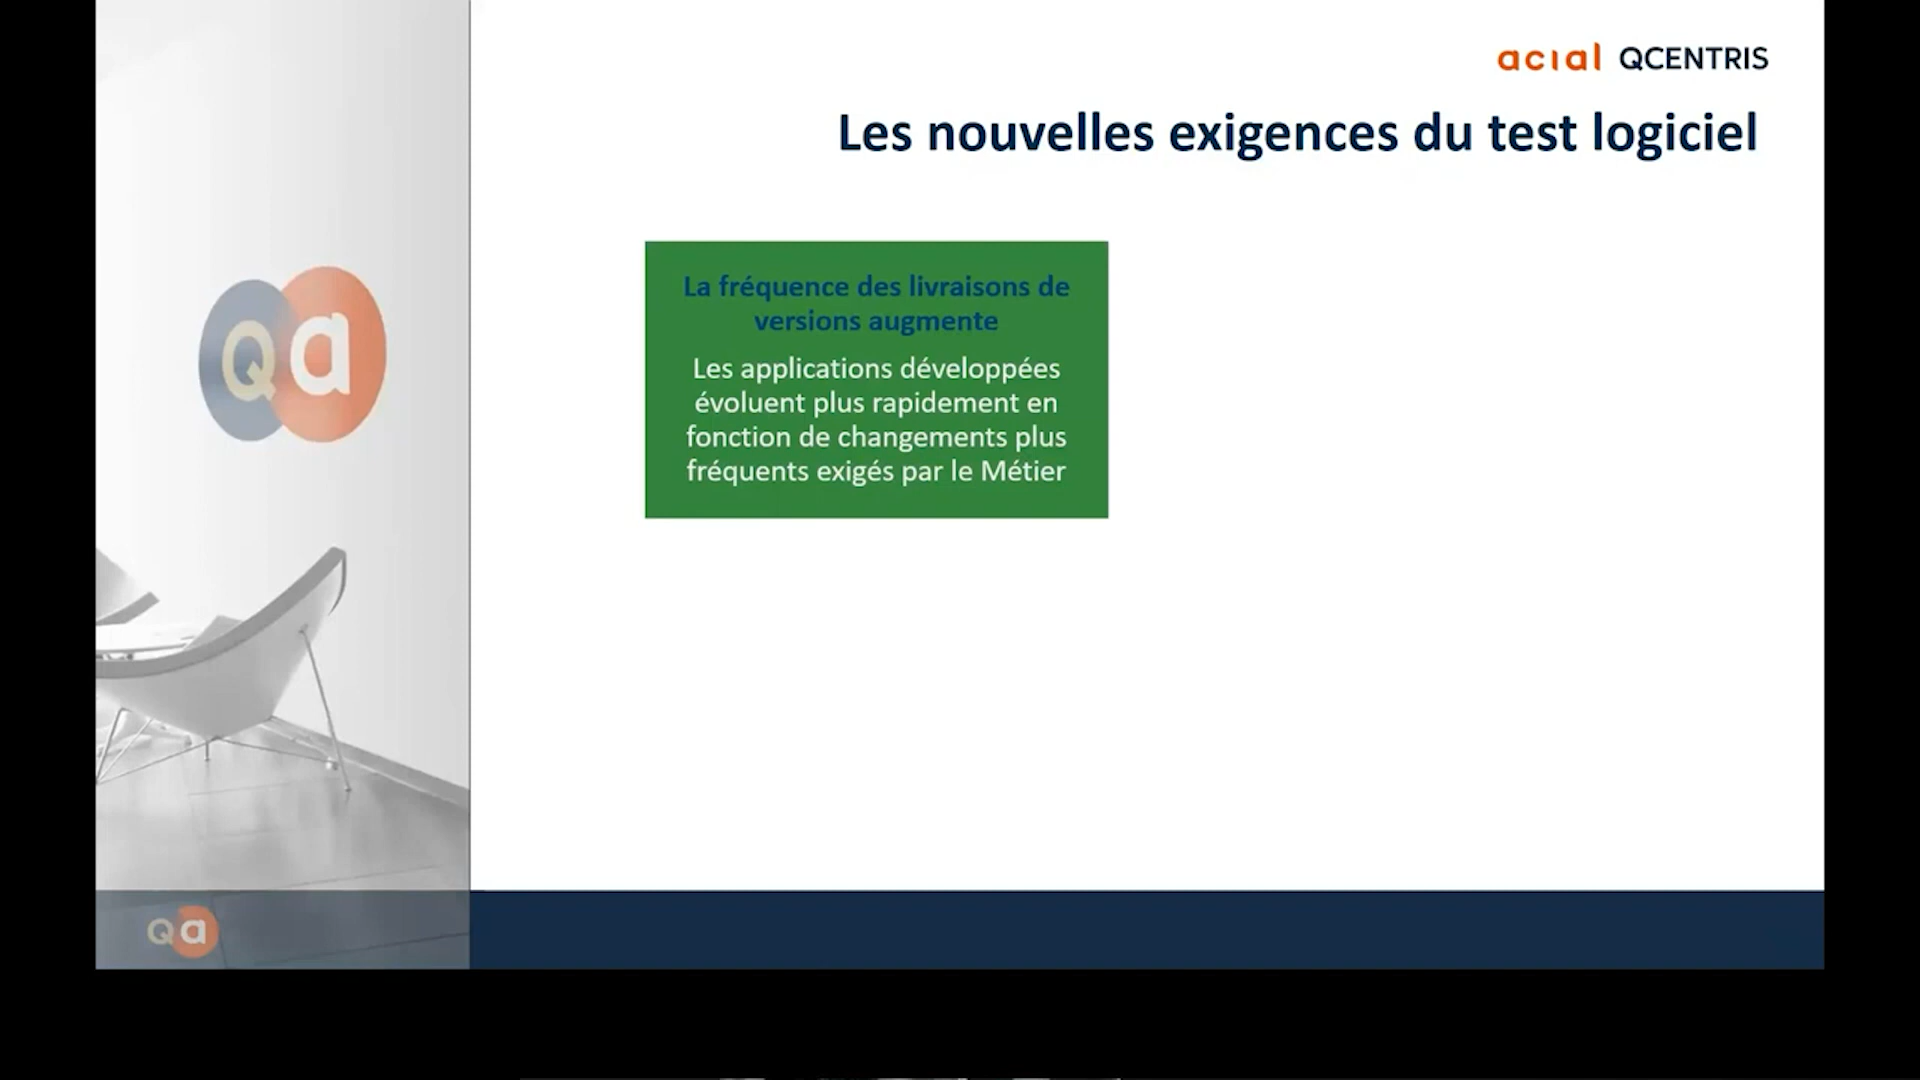 acial QCENTRIS
Les nouvelles exigences du test logiciel
La fréquence des livraisons de
versions augmente
Les applications développées
évoluent plus rapidement en
fonction de changements plus
fréquents exigés par le Métier
Qa
Qa